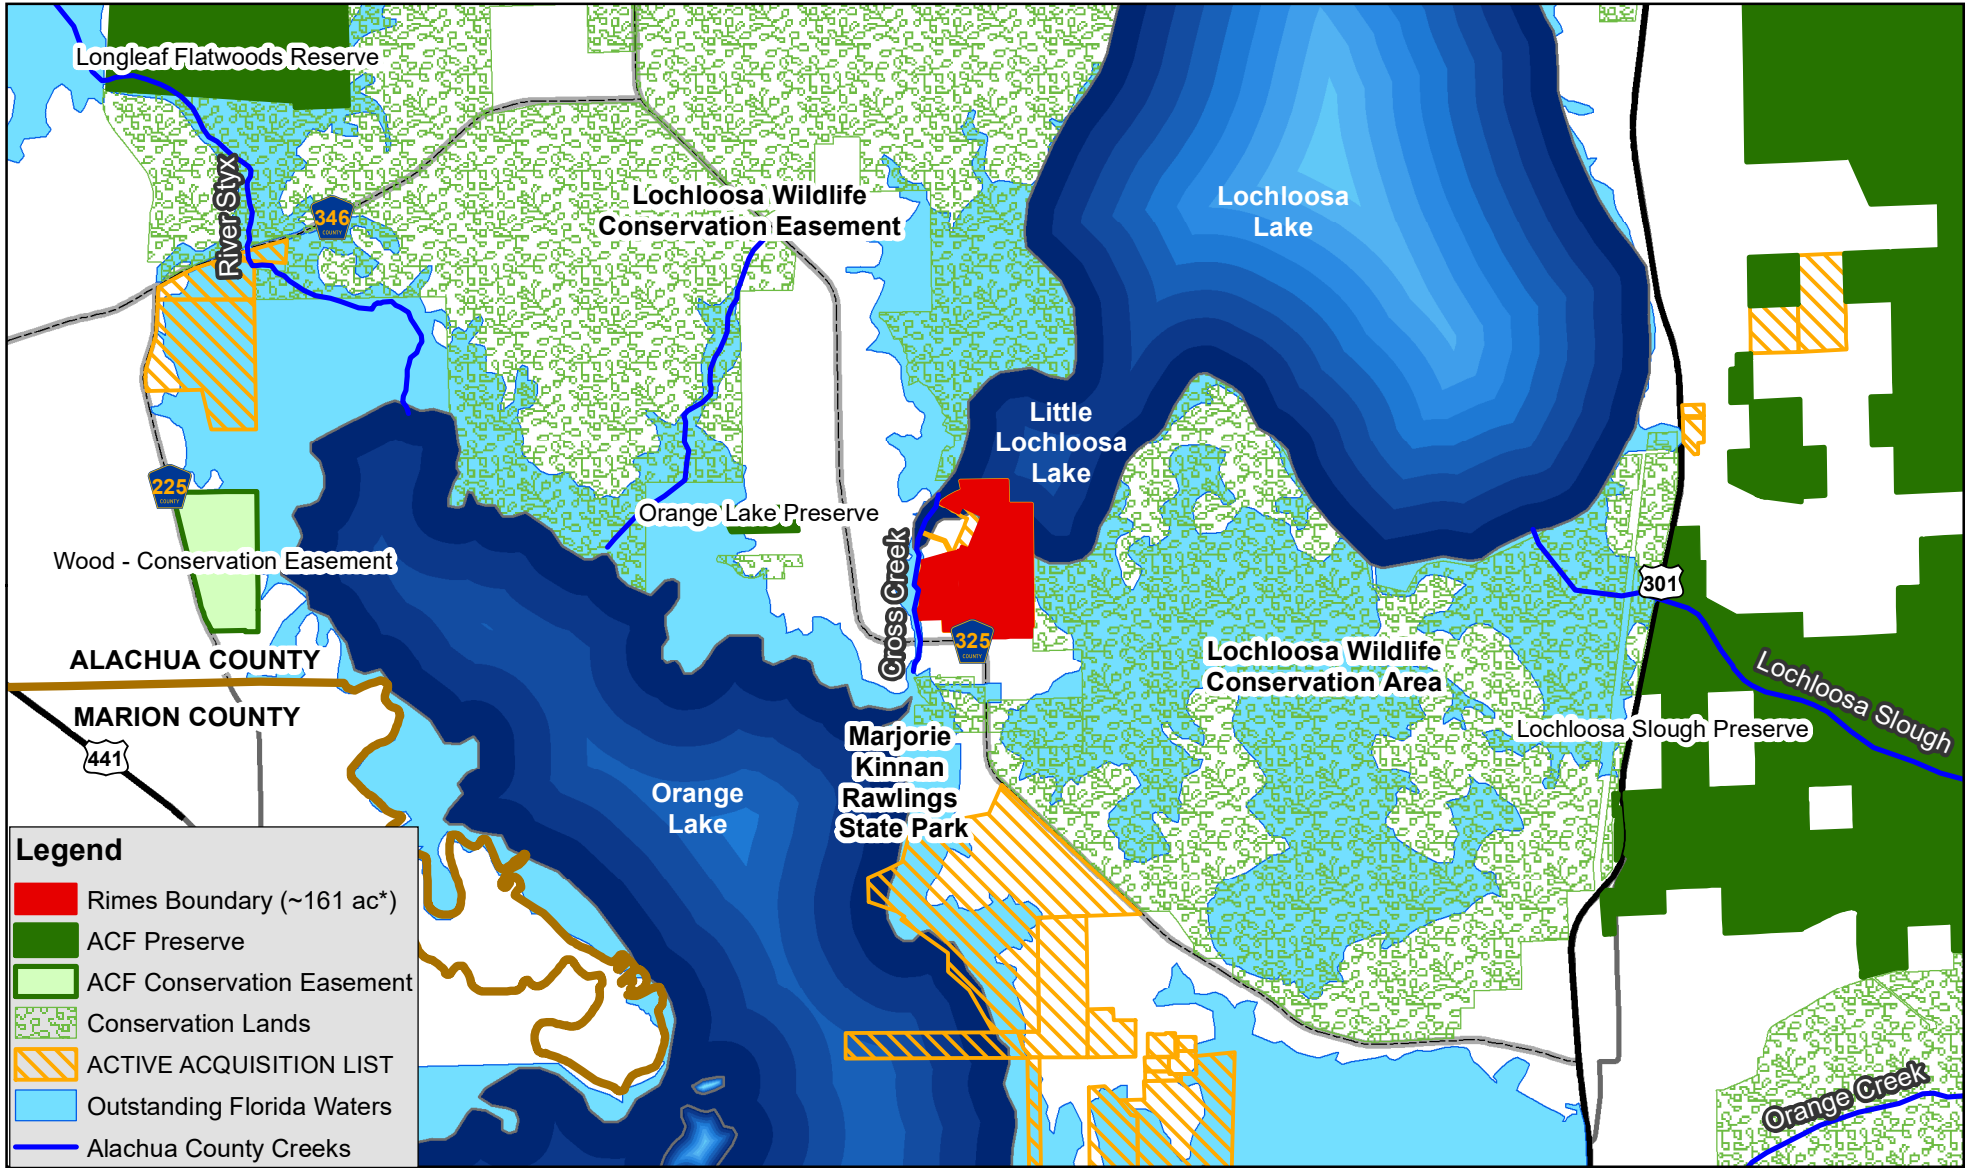 Longleaf Flatwoods Reserve
River Styx
346
COUNTY
Lochloosa Wildlife
Conservation Easement
Lochloosa
Lake
Little
Lochloosa
Lake
225
COUNTY
Orange Lake Preserve
Wood - Conservation Easement
Cross Creek
301
325
COUNTY
ALACHUA COUNTY
MARION COUNTY
441
Lochloosa Wildlife
Conservation Area
Lochloosa Slough
Lochloosa Slough Preserve
Marjorie
Kinnan
Rawlings
State Park
Orange
Lake
Orange Creek
Legend
Rimes Boundary (~161 ac*)
ACF Preserve
ACF Conservation Easement
Conservation Lands
ACTIVE ACQUISITION LIST
Outstanding Florida Waters
Alachua County Creeks